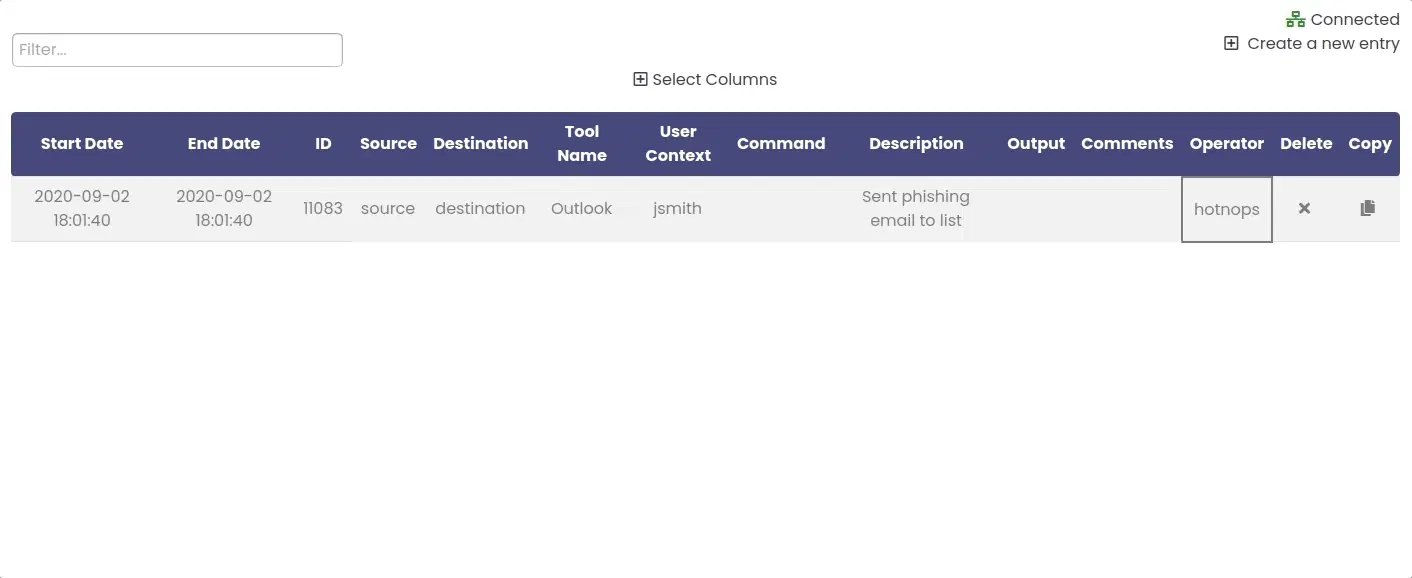 Connected
Filter...
Create a new entry
Select Columns
Start Date End Date ID Source Destination Tool Name User Context Command Description Output Comments Operator Delete Copy
2020-09-02 18:01:40 2020-09-02 18:01:40 11083 source destination Outlook jsmith Sent phishing email to list hotnops